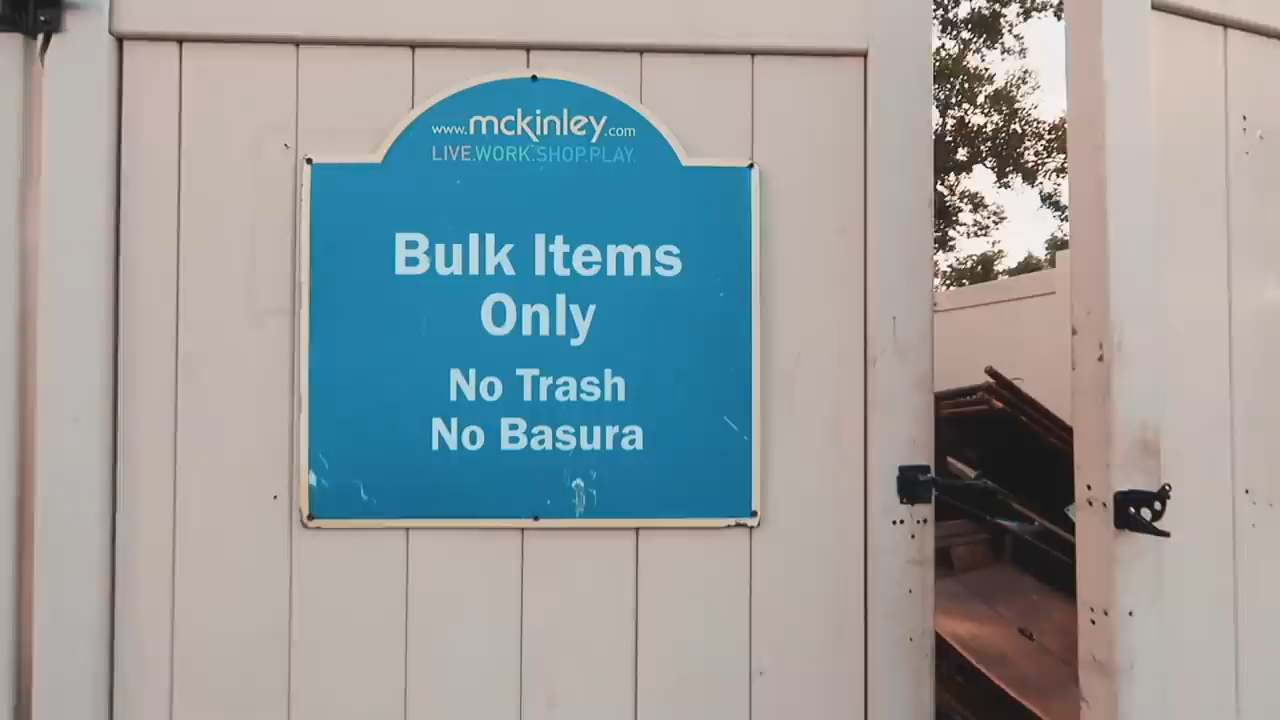 www.mckinley.com
LIVE.WORK.SHOP.PLAY.
Bulk Items
Only
No Trash
No Basura